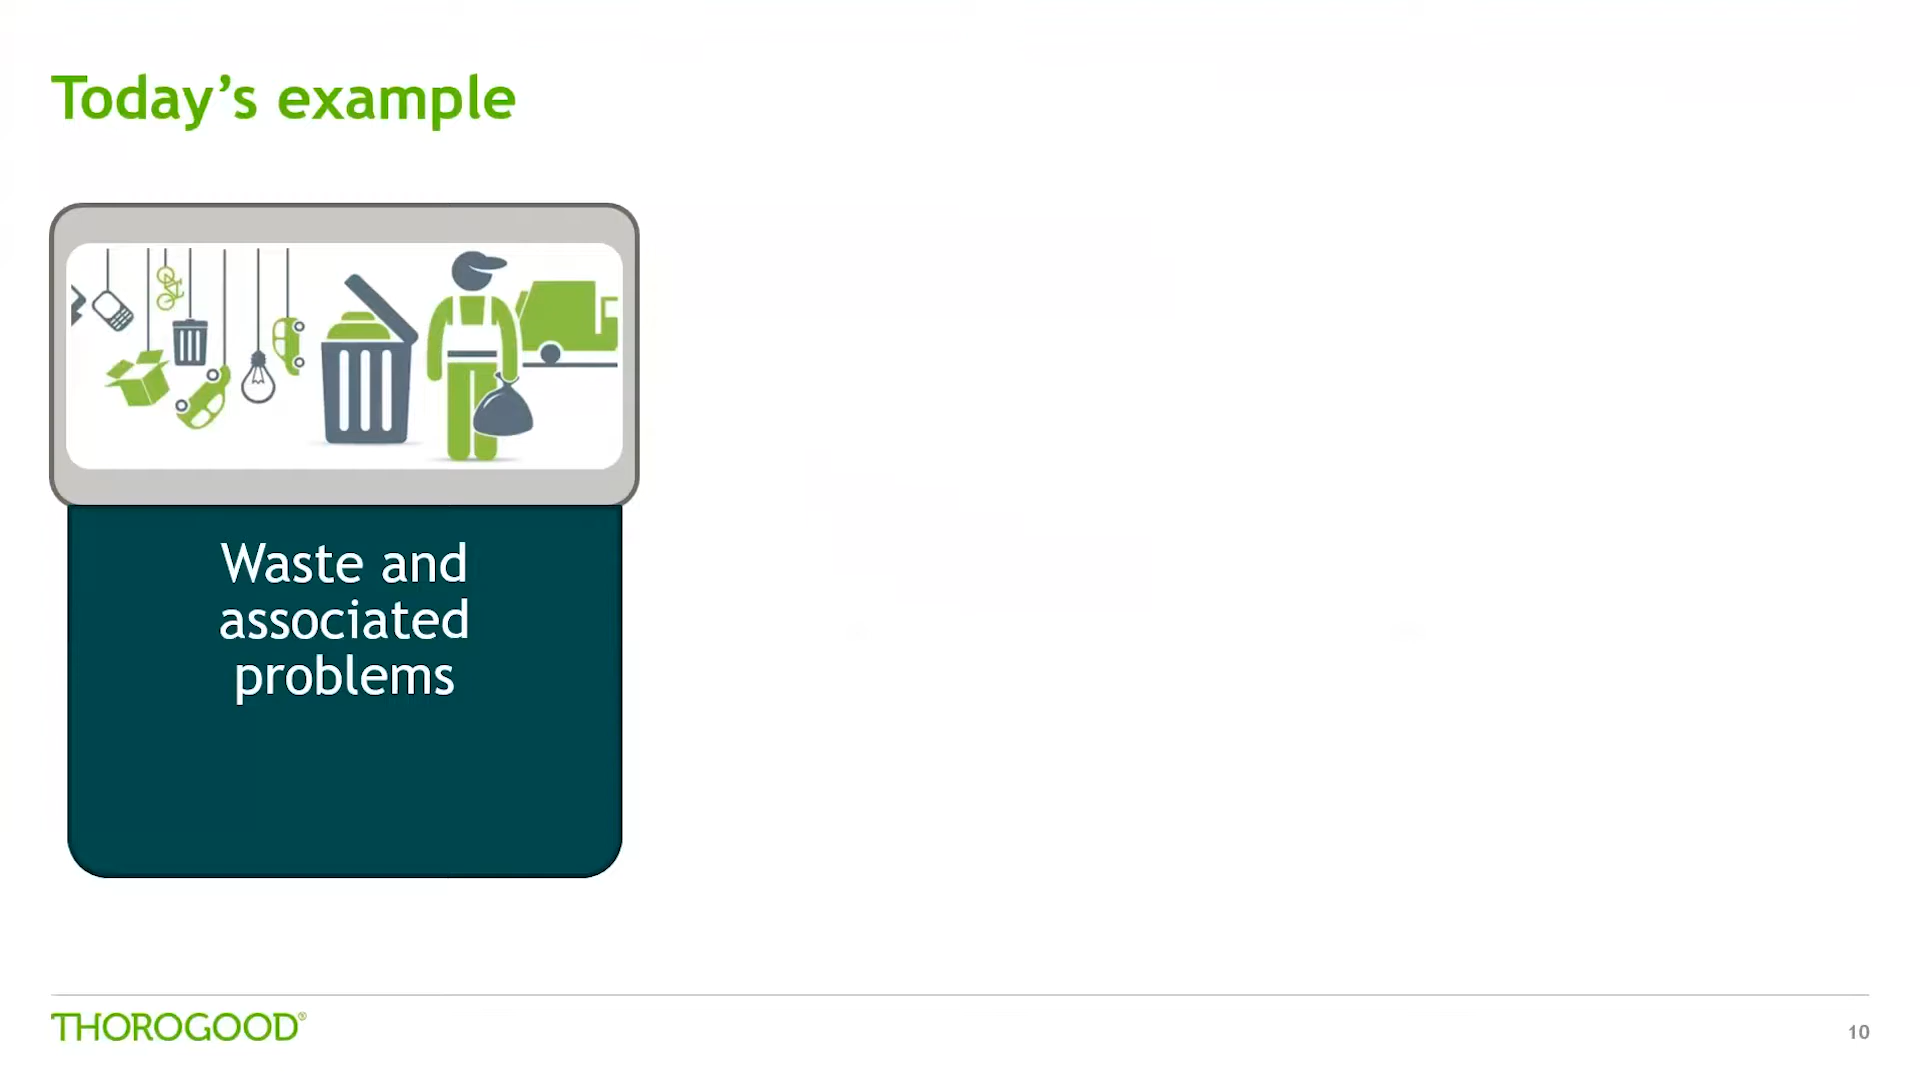 Today’s example
Waste and
associated
problems
THOROGOOD®
10